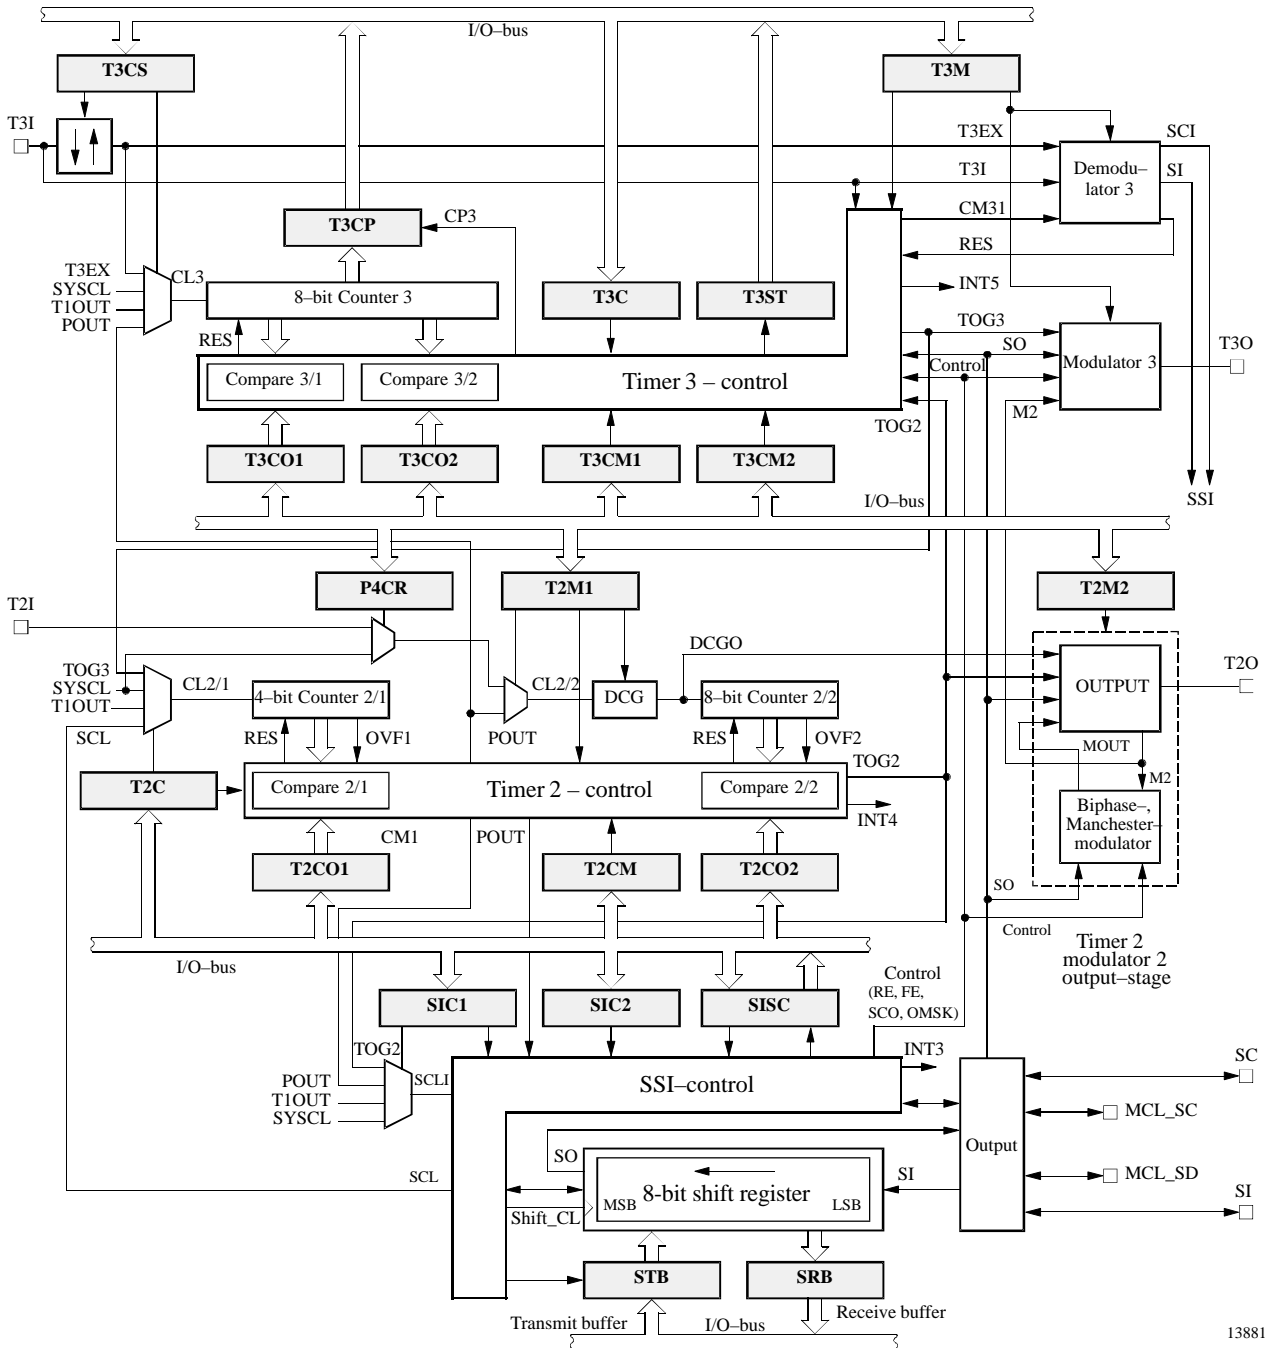 I/O–bus
T3CS
T3M
T3I
T3EX
SCI
T3I
SI
Demodu–
lator 3
T3CP
CP3
CM31
RES
T3EX
SYSCL
T1OUT
POUT
CL3
8–bit Counter 3
T3C
T3ST
INT5
RES
TOG3
SO
Control
Modulator 3
T3O
Compare 3/1
Compare 3/2
Timer 3 – control
M2
TOG2
T3CO1
T3CO2
T3CM1
T3CM2
I/O–bus
SSI
P4CR
T2M1
T2M2
T2I
DCGO
TOG3
SYSCL
T1OUT
SCL
CL2/1
4–bit Counter 2/1
CL2/2
DCG
8–bit Counter 2/2
OUTPUT
T2O
RES
OVF1
POUT
RES
OVF2
MOUT
T2C
Compare 2/1
Timer 2 – control
Compare 2/2
TOG2
M2
INT4
Biphase–,
Manchester–
modulator
CM1
POUT
T2CO1
T2CM
T2CO2
SO
Control
I/O–bus
Timer 2
modulator 2
output–stage
SIC1
SIC2
SISC
Control
(RE, FE,
SCO, OMSK)
TOG2
POUT
T1OUT
SYSCL
SCLI
SSI–control
INT3
SC
MCL_SC
Output
SO
SCL
8-bit shift register
MSB
LSB
SI
MCL_SD
SI
Shift_CL
STB
SRB
Transmit buffer
I/O–bus
Receive buffer
13881